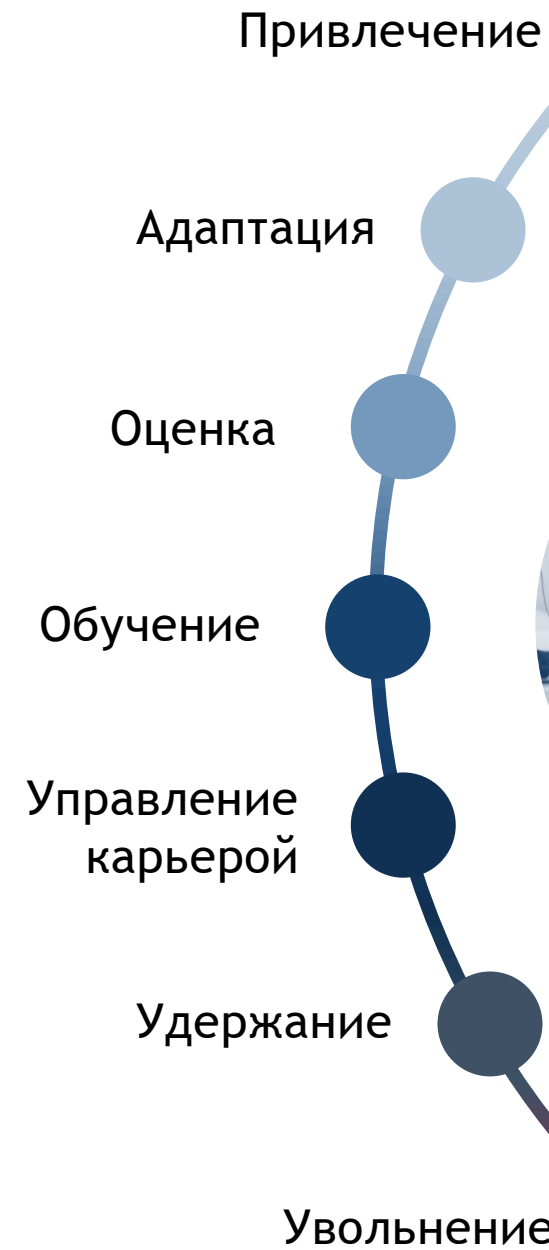 Привлечение
Адаптация
Оценка
Обучение
Управление
карьерой
Удержание
Увольнение